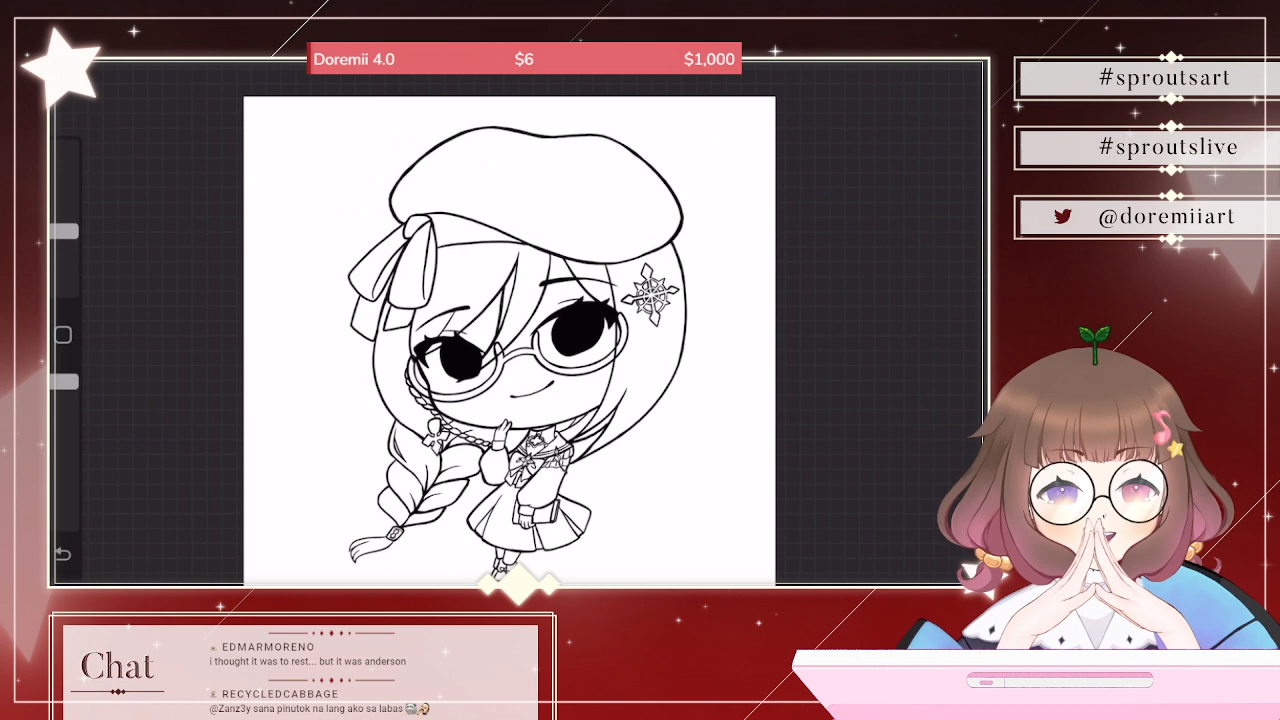 Doremii 4.0 $6 $1,000
#sproutsart
#sproutslive
@doremiiart
Chat
EDMARMORENO
i thought it was to rest... but it was anderson
RECYCLEDCABBAGE
@Zanz3y sana pinutok na lang ako sa labas